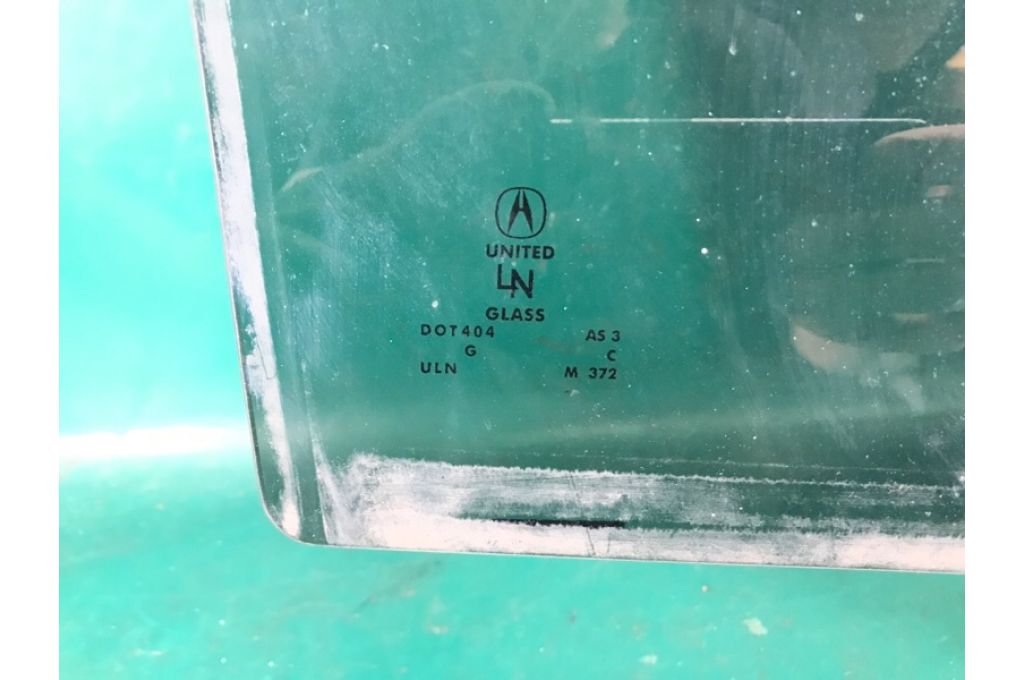 UNITED
LN
GLASS
DOT404 AS 3
G C
ULN M 372